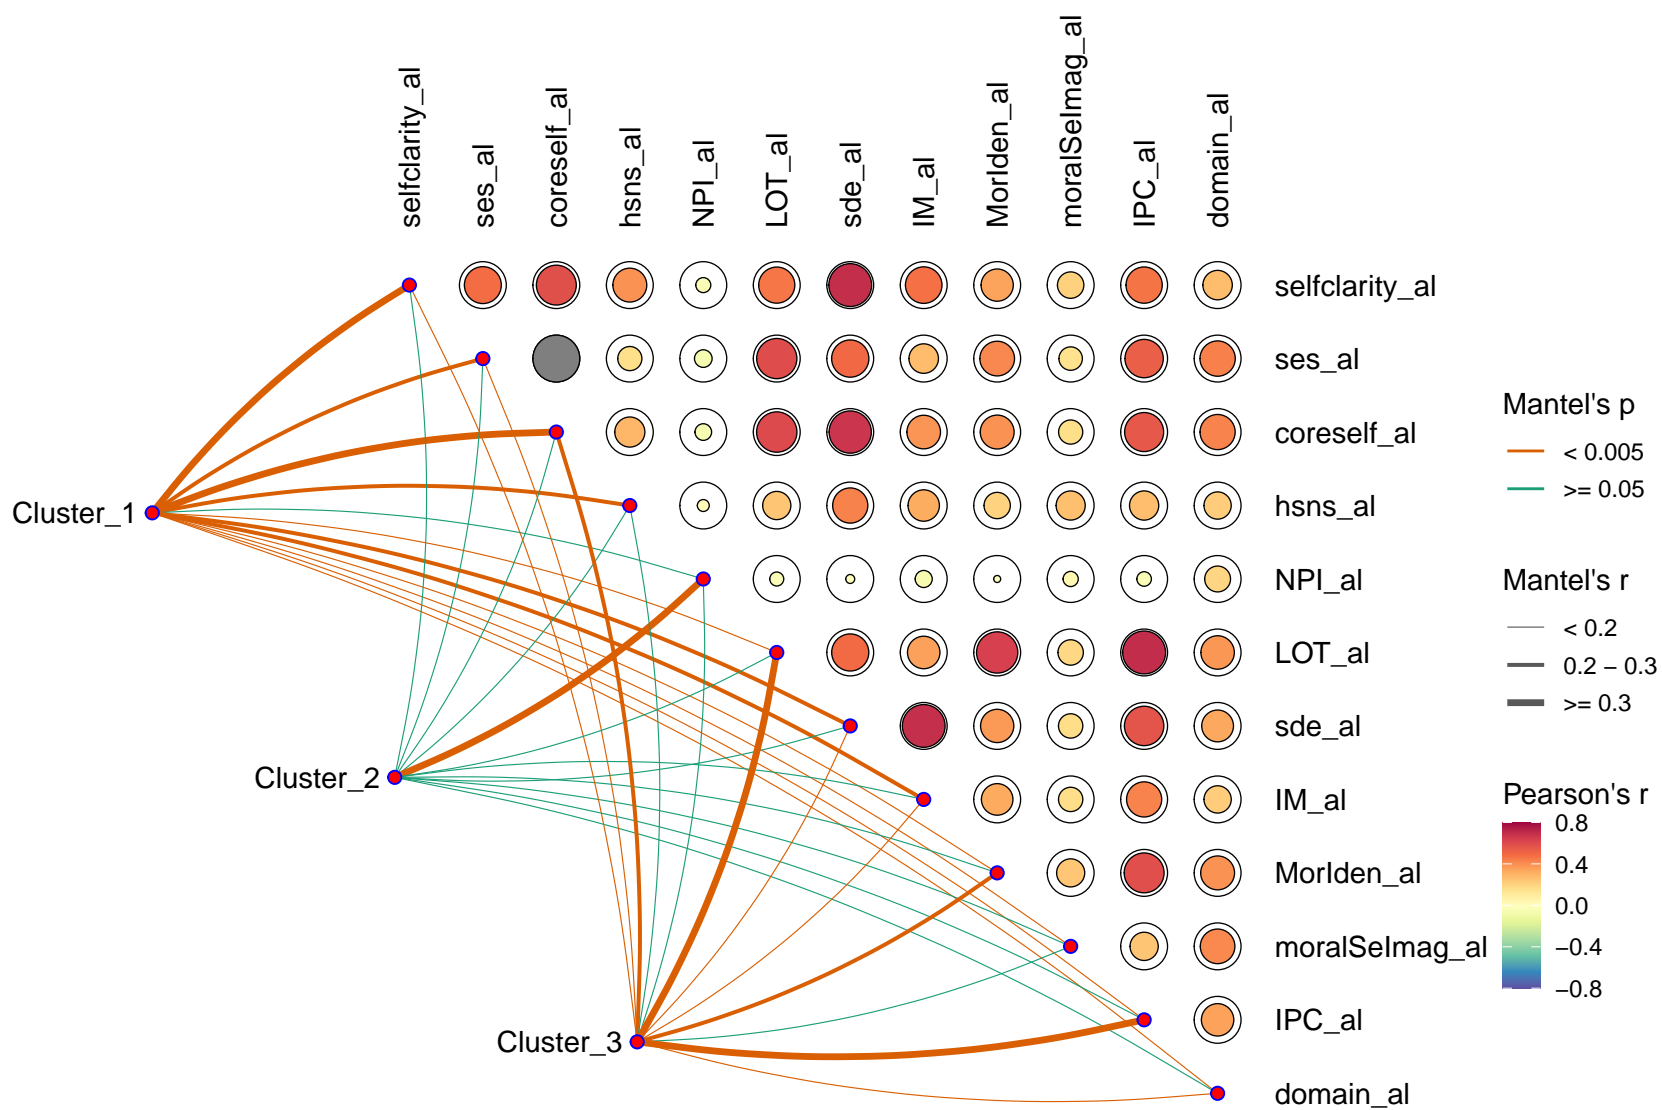 selfclarity_al
ses_al
coreself_al
hsns_al
NPI_al
LOT_al
sde_al
IM_al
MorIden_al
moralSeImag_al
IPC_al
domain_al
selfclarity_al
ses_al
coreself_al
hsns_al
NPI_al
LOT_al
sde_al
IM_al
MorIden_al
moralSeImag_al
IPC_al
domain_al
Cluster_1
Cluster_2
Cluster_3
Mantel's p
< 0.005
>= 0.05
Mantel's r
< 0.2
0.2 − 0.3
>= 0.3
Pearson's r
0.8
0.4
0.0
−0.4
−0.8